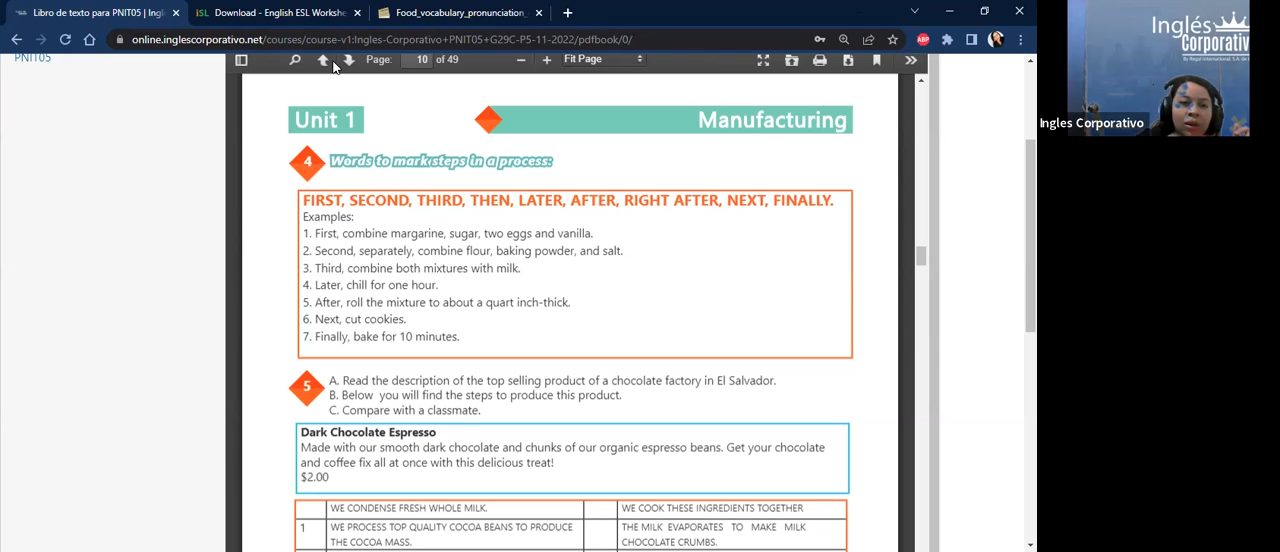 Libro de texto para PNIT05 | Ingl
Download - English ESL Workshe
Food_vocabulary_pronunciation_
online.inglescorporativo.net/courses/course-v1:Ingles-Corporativo+PNIT05+G29C-P5-11-2022/pdfbook/0/
PNIT05
Page: 10 of 49
Fit Page
Unit 1
Manufacturing
4 Words to mark steps in a process:
FIRST, SECOND, THIRD, THEN, LATER, AFTER, RIGHT AFTER, NEXT, FINALLY.
Examples:
1. First, combine margarine, sugar, two eggs and vanilla.
2. Second, separately, combine flour, baking powder, and salt.
3. Third, combine both mixtures with milk.
4. Later, chill for one hour.
5. After, roll the mixture to about a quart inch-thick.
6. Next, cut cookies.
7. Finally, bake for 10 minutes.
5 A. Read the description of the top selling product of a chocolate factory in El Salvador.
B. Below you will find the steps to produce this product.
C. Compare with a classmate.
Dark Chocolate Espresso
Made with our smooth dark chocolate and chunks of our organic espresso beans. Get your chocolate
and coffee fix all at once with this delicious treat!
$2.00
WE CONDENSE FRESH WHOLE MILK.
WE COOK THESE INGREDIENTS TOGETHER
1 WE PROCESS TOP QUALITY COCOA BEANS TO PRODUCE
THE COCOA MASS.
THE MILK EVAPORATES TO MAKE MILK
CHOCOLATE CRUMBS.
Inglés
Corporativo
By Regal International, S.A. de
Ingles Corporativo
ISL
ABP